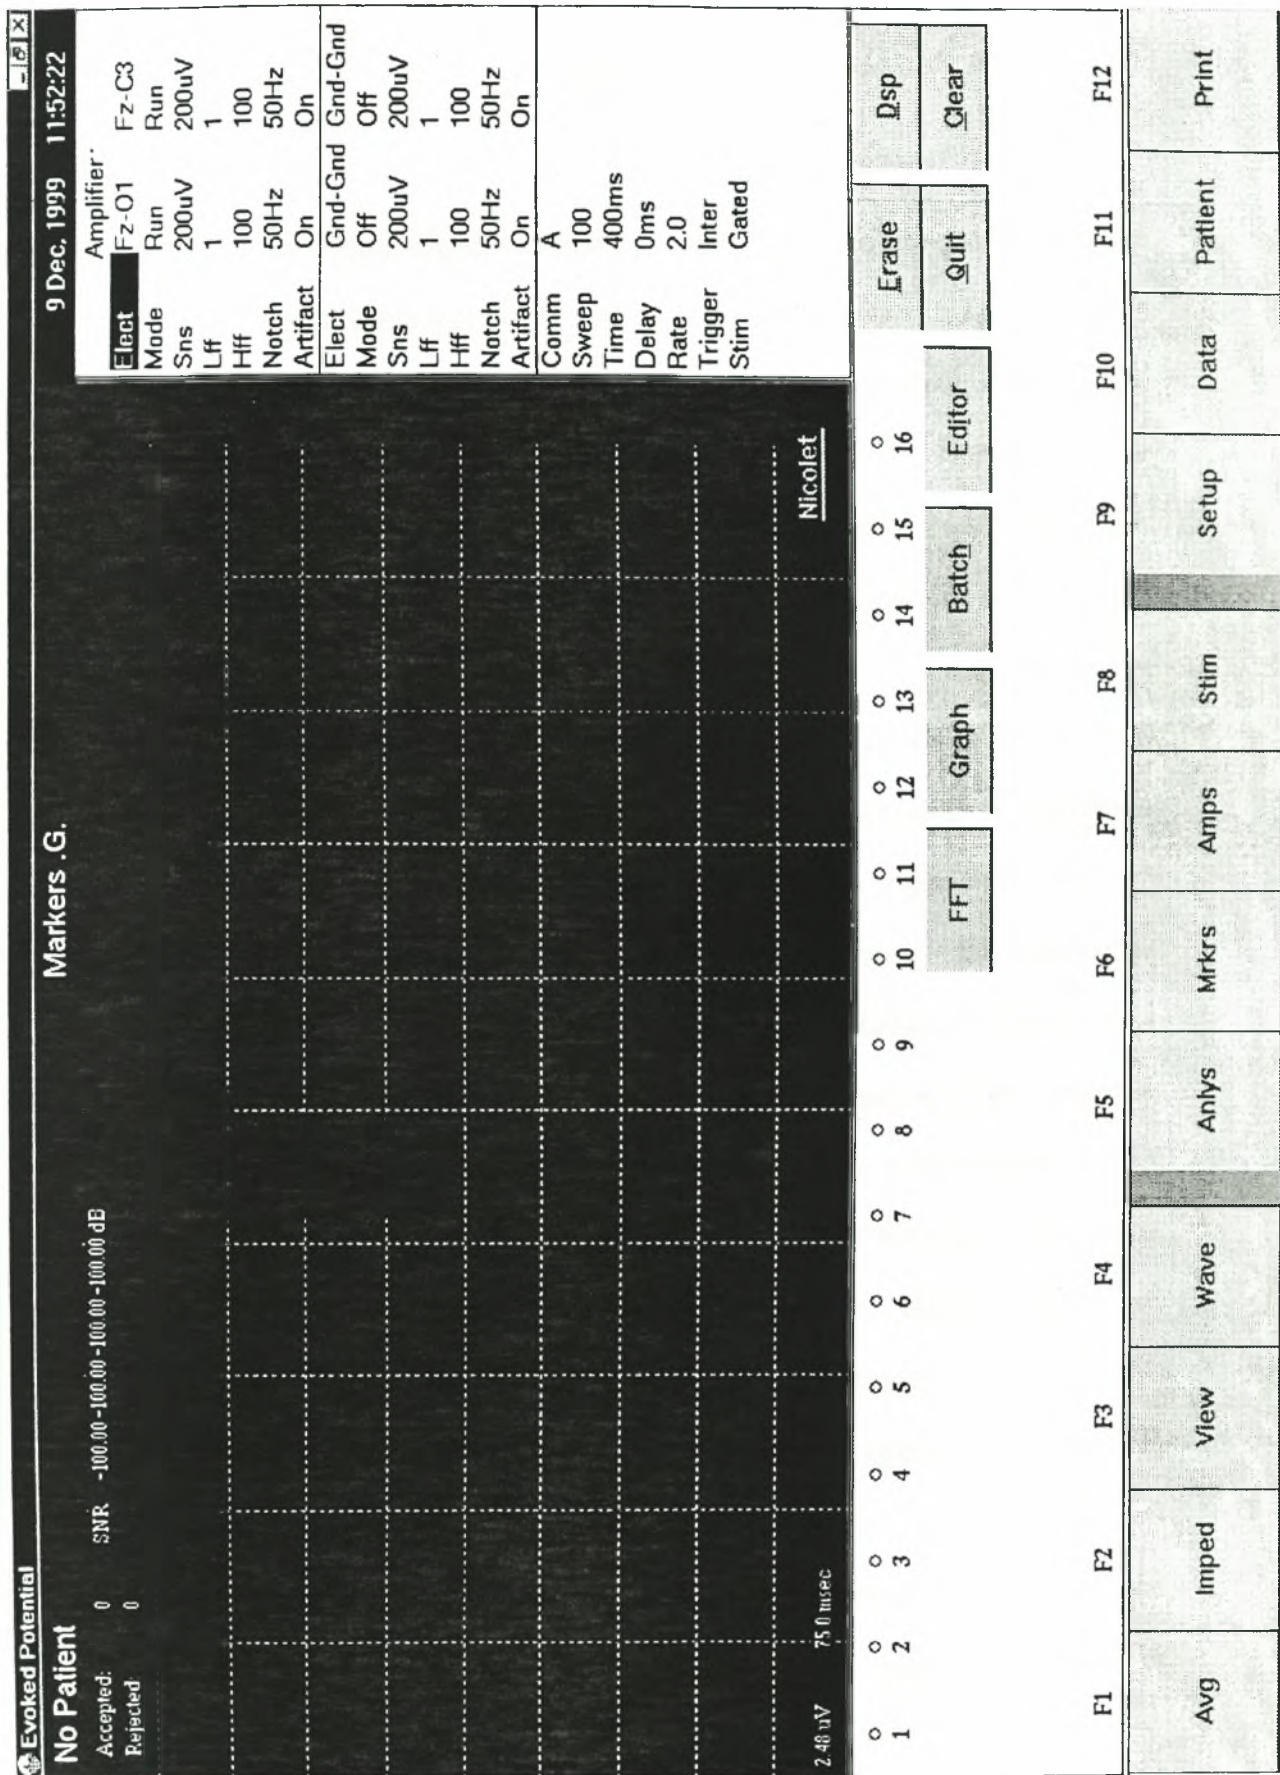 Evoked Potential
No Patient Markers .G. 9 Dec, 1999 11:52:22
Accepted: 0 SNR -100.00 -100.00 -100.00 -100.00 dB
Rejected: 0
Amplifier
Elect Fz-O1 Fz-C3
Mode Run Run
Sns 200uV 200uV
Lff 1 1
Hff 100 100
Notch 50Hz 50Hz
Artifact On On
Elect Gnd-Gnd Gnd-Gnd
Mode Off Off
Sns 200uV 200uV
Lff 1 1
Hff 100 100
Notch 50Hz 50Hz
Artifact On On
Comm A
Sweep 100
Time 400ms
Delay 0ms
Rate 2.0
Trigger Inter
Stim Gated
Nicolet
2.48 uV 75.0 msec
1 2 3 4 5 6 7 8 9 10 11 12 13 14 15 16
Erase Dsp
FFT Graph Batch Editor Quit Clear
F1 F2 F3 F4 F5 F6 F7 F8 F9 F10 F11 F12
Avg Imped View Wave Anlys Mrkrs Amps Stim Setup Data Patient Print